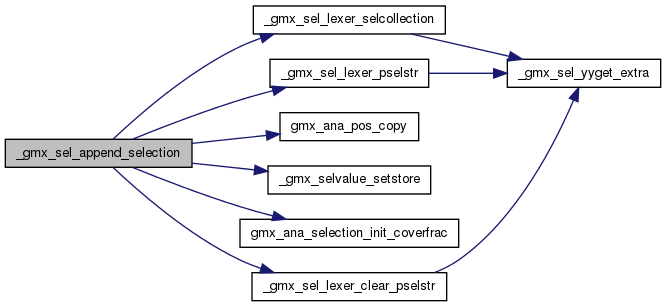 _gmx_sel_append_selection
_gmx_sel_lexer_selcollection
_gmx_sel_lexer_pselstr
gmx_ana_pos_copy
_gmx_selvalue_setstore
gmx_ana_selection_init_coverfrac
_gmx_sel_lexer_clear_pselstr
_gmx_sel_yyget_extra